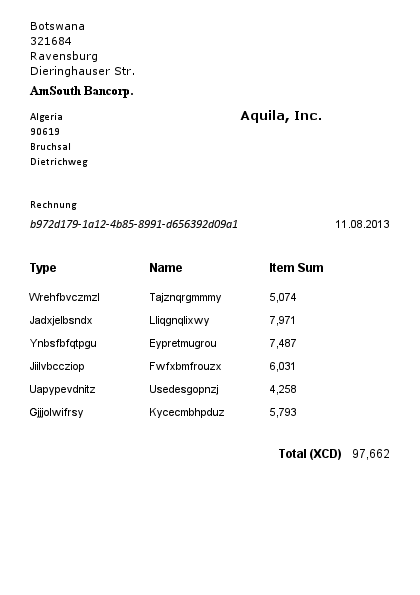 Botswana
321684
Ravensburg
Dieringhauser Str.
AmSouth Bancorp.
Algeria
Aquila, Inc.
90619
Bruchsal
Dietrichweg
Rechnung
b972d179-1a12-4b85-8991-d656392d09a1 11.08.2013
Type Name Item Sum
Wrehfbvczmzl Tajznqrgmmmy 5,074
Jadxjelbsndx Lliqgnqlixwy 7,971
Ynbsfbfqtpgu Eypretmugrou 7,487
Jiilvbccziop Fwfxbmfrouzx 6,031
Uapypevdnitz Usedesgopnzj 4,258
Gjjjolwifrsy Kycecmbhpduz 5,793
Total (XCD) 97,662